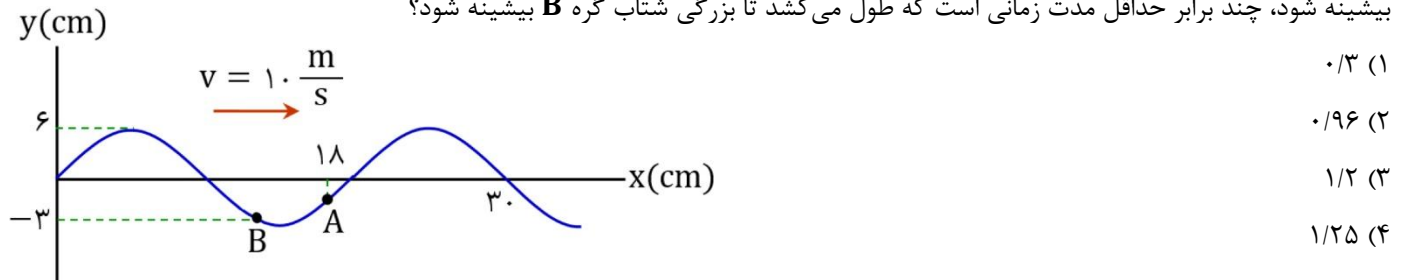 بیشینه شود، چند برابر حداقل مدت زمانی است که طول می‌کشد تا بزرگی شتاب گره B بیشینه شود؟
۱) ۰/۳
۲) ۰/۹۶
۳) ۱/۲
۴) ۱/۲۵
y(cm)
v = ۱۰ m/s
۶
۱۸
x(cm)
۳۰
−۳
A
B